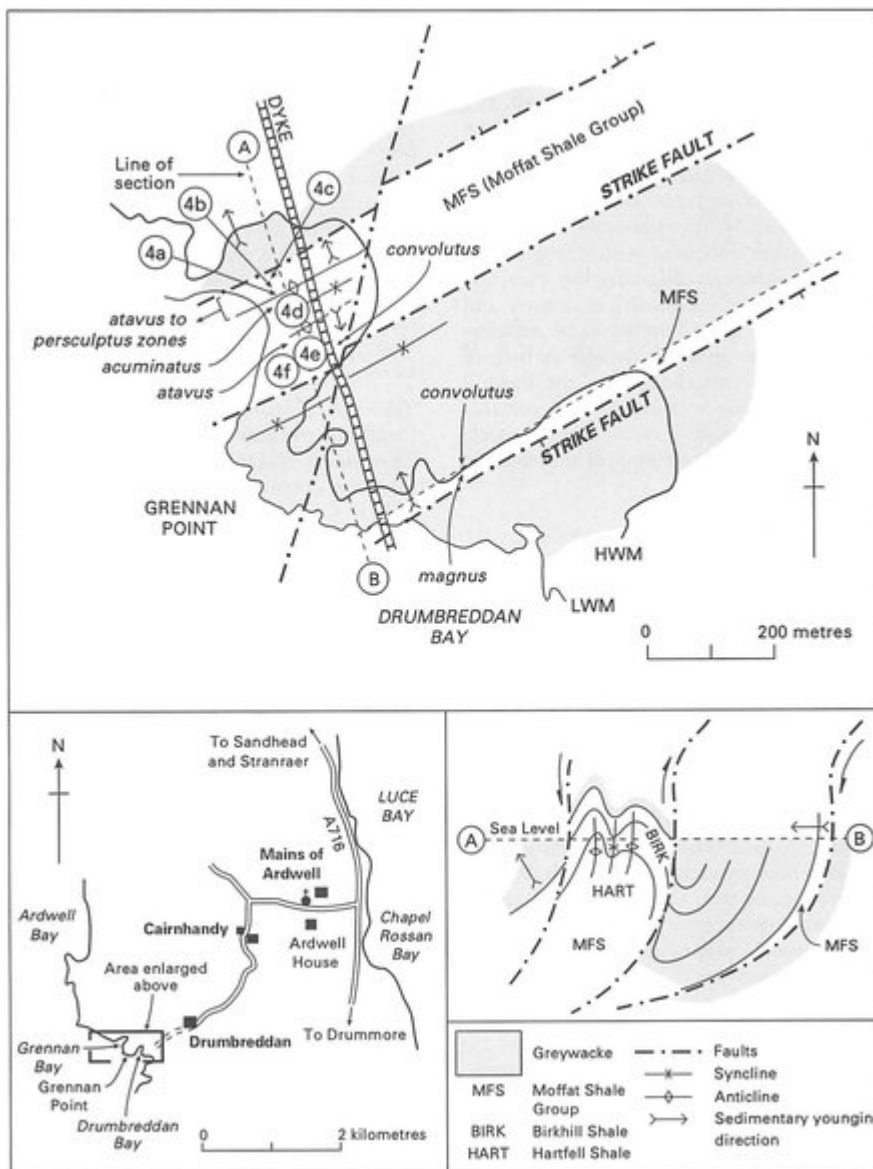 DYKE
A
Line of
section
4b
4c
4a
MFS (Moffat Shale Group)
STRIKE FAULT
convolutus
4d
MFS
atavus to
persculptus zones
4e
acuminatus
4f
atavus
convolutus
STRIKE FAULT
N
GRENNAN
POINT
HWM
B
magnus
LWM
DRUMBREDDAN
BAY
0 200 metres
N
To Sandhead
and Stranraer
LUCE
BAY
A716
Mains of
Ardwell
Ardwell
Bay
Cairnhandy
Ardwell
House
Chapel
Rossan
Bay
Area enlarged
above
Drumbreddan
To Drummore
Grennan
Bay
Grennan
Point
Drumbreddan
Bay
0 2 kilometres
A
Sea Level
BIRK
B
HART
MFS
MFS
Greywacke
MFS Moffat Shale
Group
BIRK Birkhill Shale
HART Hartfell Shale
Faults
Syncline
Anticline
Sedimentary younging
direction